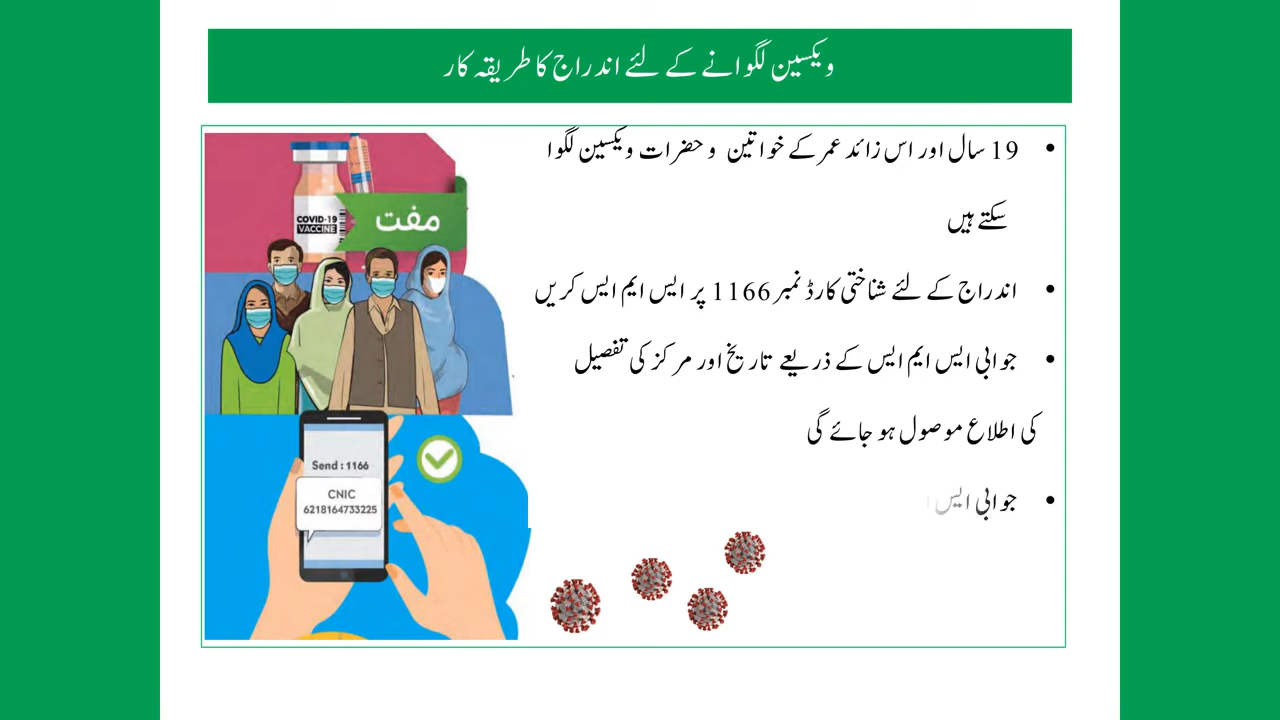 ویکسین لگوانے کے لئے اندراج کا طریقہ کار
19 سال اور اس زائد عمر کے خواتین و حضرات ویکسین لگوا
سکتے ہیں
اندراج کے لئے شناختی کارڈ نمبر 1166 پر ایس ایم ایس کریں
جوابی ایس ایم ایس کے ذریعے تاریخ اور مرکز کی تفصیل
کی اطلاع موصول ہو جائے گی
جوابی ایس ا
COVID-19
VACCINE
مفت
Send : 1166
CNIC
6218164733225